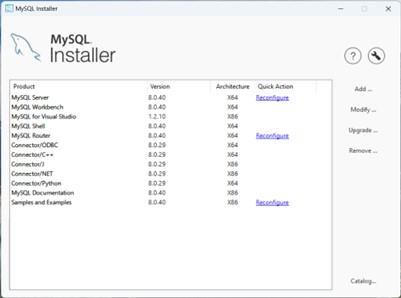 MySQL Installer
MySQL
Installer
?
Product Version Architecture Quick Action
MySQL Server 8.0.40 X64 Reconfigure
MySQL Workbench 8.0.40 X64
MySQL for Visual Studio 1.2.10 X86
MySQL Shell 8.0.40 X64
MySQL Router 8.0.40 X64 Reconfigure
Connector/ODBC 8.0.29 X64
Connector/C++ 8.0.29 X64
Connector/J 8.0.29 X86
Connector/NET 8.0.29 X86
Connector/Python 8.0.29 X64
MySQL Documentation 8.0.40 X86
Samples and Examples 8.0.40 X86 Reconfigure
Add ...
Modify ...
Upgrade ...
Remove ...
Catalog...